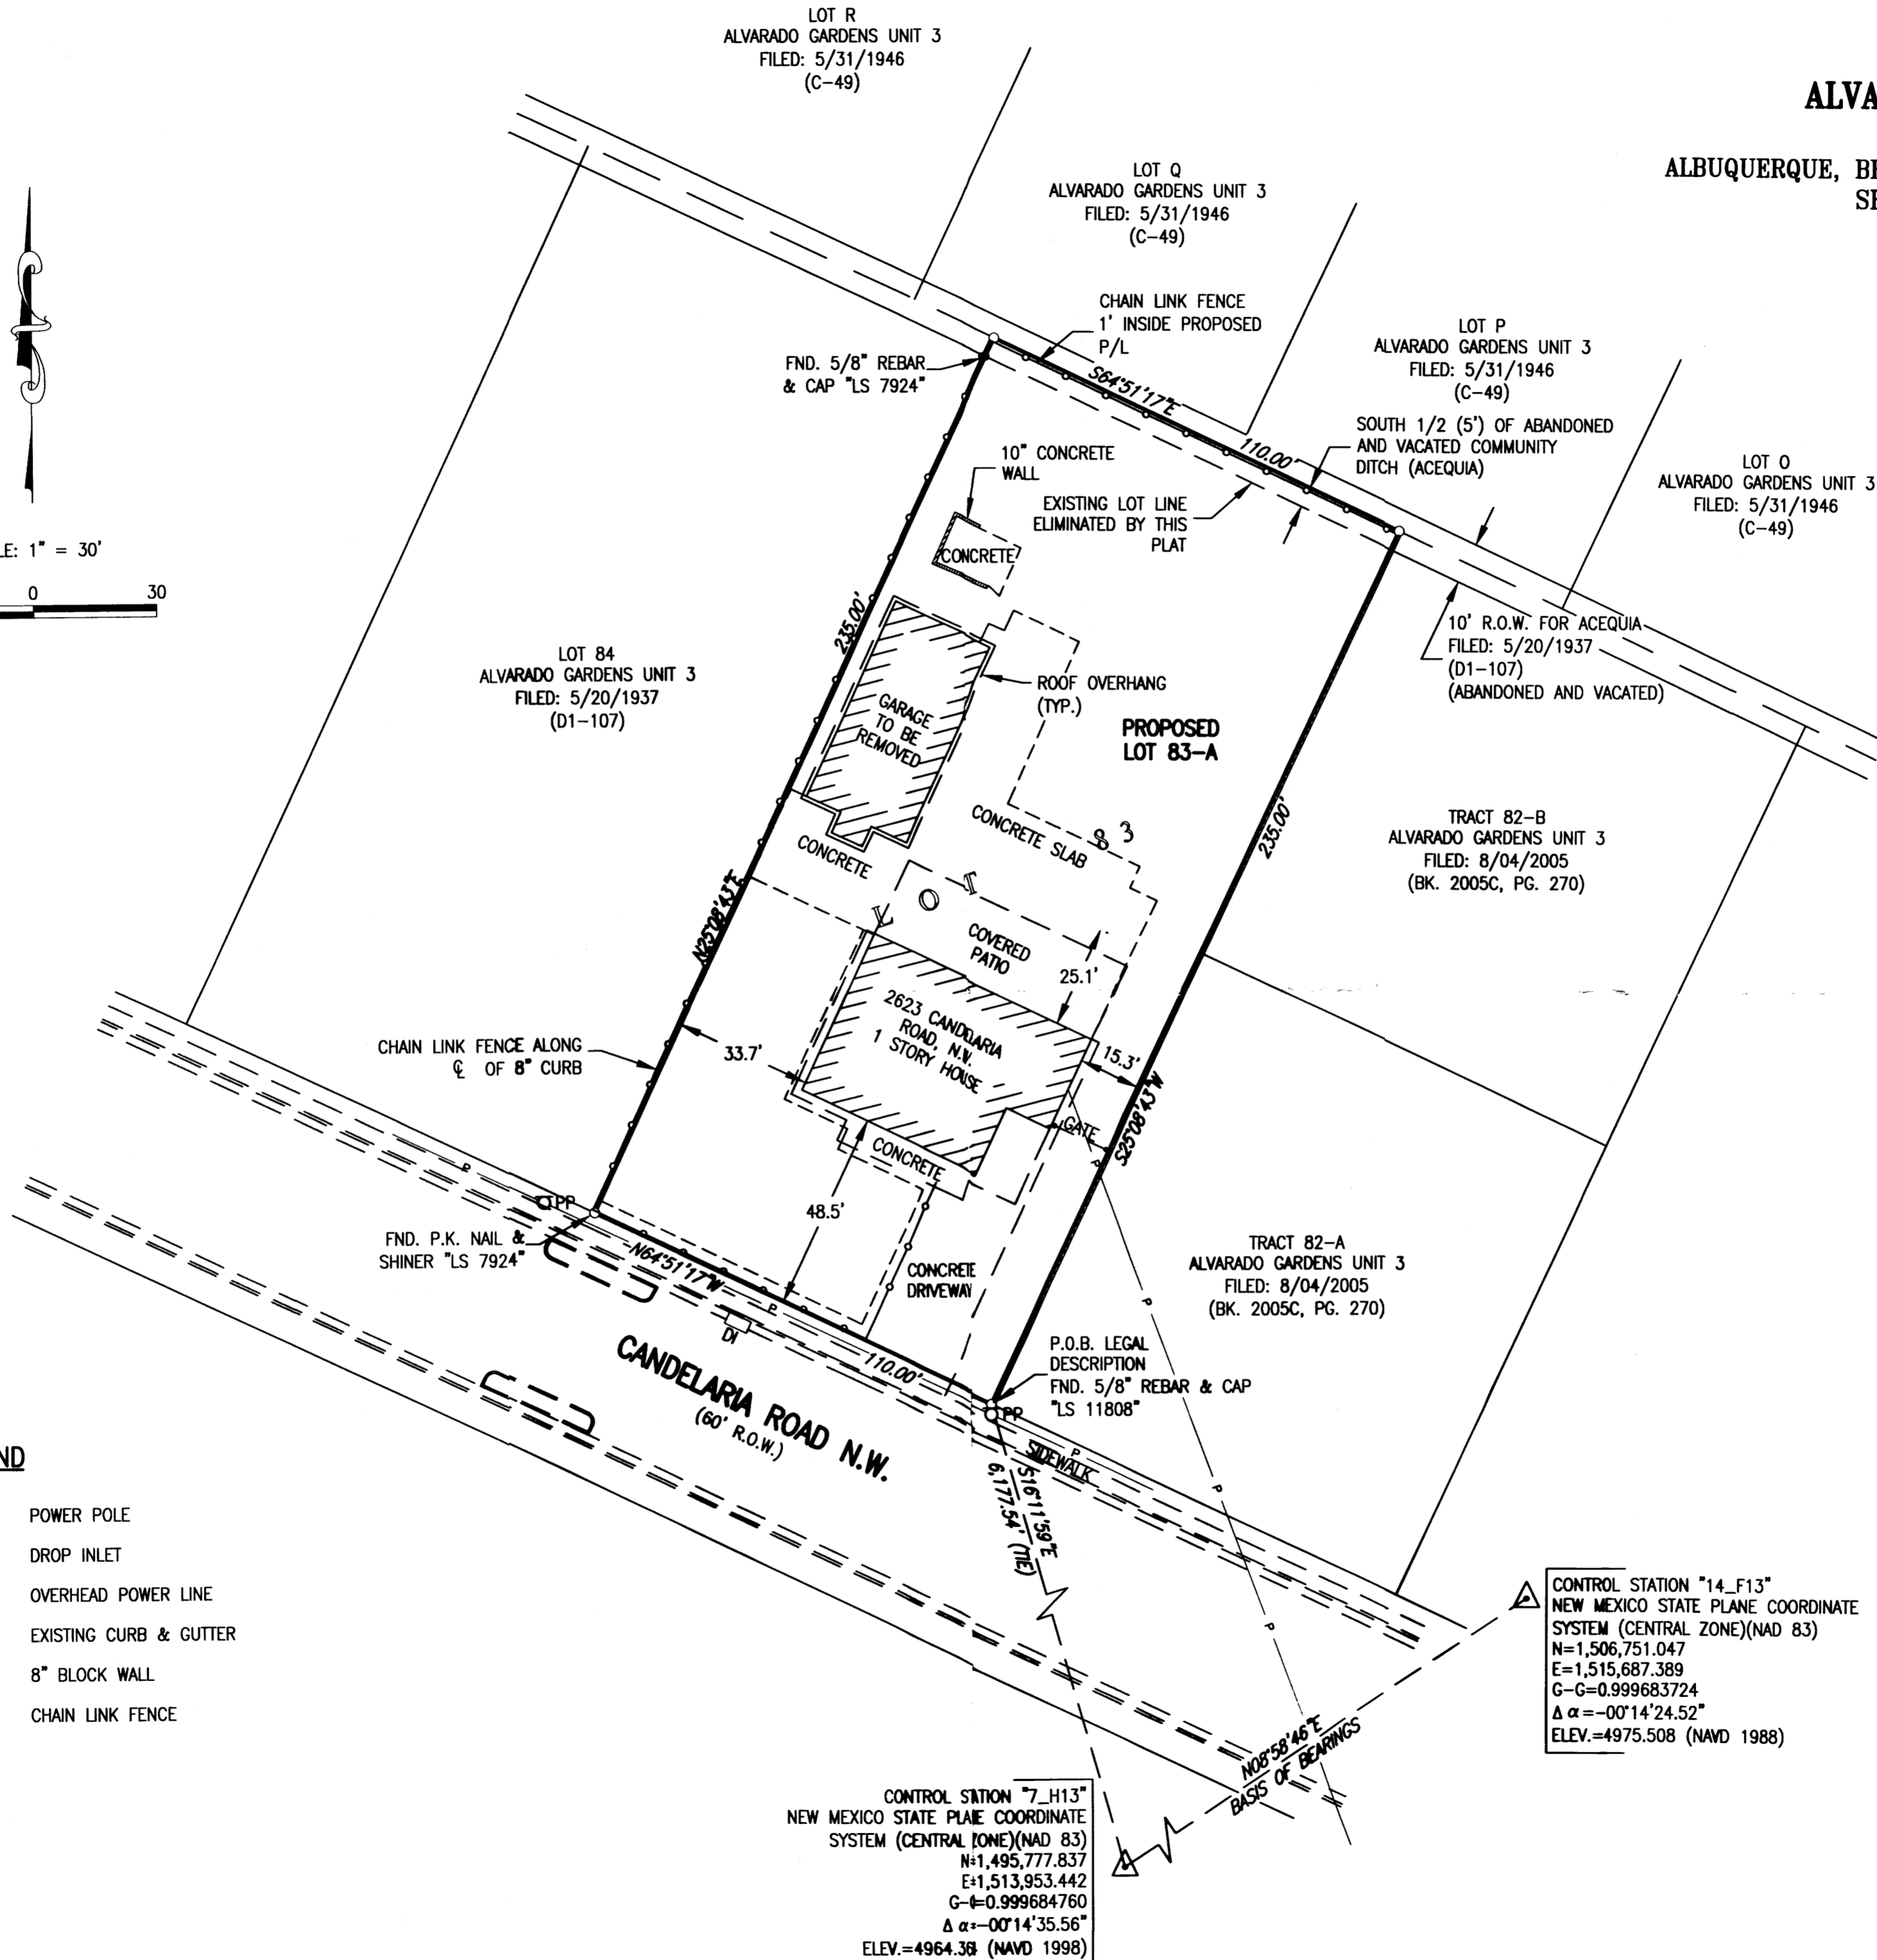 LOT R
ALVARADO GARDENS UNIT 3
FILED: 5/31/1946
(C-49)
ALVA
ALBUQUERQUE, BE
SE
LOT Q
ALVARADO GARDENS UNIT 3
FILED: 5/31/1946
(C-49)
CHAIN LINK FENCE
1' INSIDE PROPOSED
P/L
LOT P
ALVARADO GARDENS UNIT 3
FILED: 5/31/1946
(C-49)
FND. 5/8" REBAR
& CAP "LS 7924"
S64°51'17"E
110.00'
SOUTH 1/2 (5') OF ABANDONED
AND VACATED COMMUNITY
DITCH (ACEQUIA)
LOT O
ALVARADO GARDENS UNIT 3
FILED: 5/31/1946
(C-49)
10" CONCRETE
WALL
EXISTING LOT LINE
ELIMINATED BY THIS
PLAT
LE: 1" = 30'
0 30
CONCRETE
235.00'
10' R.O.W. FOR ACEQUIA
FILED: 5/20/1937
(D1-107)
(ABANDONED AND VACATED)
LOT 84
ALVARADO GARDENS UNIT 3
FILED: 5/20/1937
(D1-107)
ROOF OVERHANG
(TYP.)
GARAGE
TO BE
REMOVED
PROPOSED
LOT 83-A
CONCRETE SLAB
LOT 83
CONCRETE
235.00'
TRACT 82-B
ALVARADO GARDENS UNIT 3
FILED: 8/04/2005
(BK. 2005C, PG. 270)
N25°08'43"E
COVERED
PATIO
25.1'
2623 CANDELARIA
ROAD, N.W.
1 STORY HOUSE
CHAIN LINK FENCE ALONG
℄ OF 8" CURB
33.7'
15.3'
S25°08'43"W
GATE
P
CONCRETE
P
PP
48.5'
FND. P.K. NAIL &
SHINER "LS 7924"
N64°51'17"W
P
110.00'
DI
CONCRETE
DRIVEWAY
TRACT 82-A
ALVARADO GARDENS UNIT 3
FILED: 8/04/2005
(BK. 2005C, PG. 270)
P
P.O.B. LEGAL
DESCRIPTION
FND. 5/8" REBAR & CAP
"LS 11808"
PP
CANDELARIA ROAD N.W.
(60' R.O.W.)
P
SIDEWALK
P
P
S16°11'59"E
6,177.54' (TIE)
ND
POWER POLE
DROP INLET
OVERHEAD POWER LINE
EXISTING CURB & GUTTER
8" BLOCK WALL
CHAIN LINK FENCE
CONTROL STATION "14_F13"
NEW MEXICO STATE PLANE COORDINATE
SYSTEM (CENTRAL ZONE)(NAD 83)
N=1,506,751.047
E=1,515,687.389
G-G=0.999683724
Δ α=-00°14'24.52"
ELEV.=4975.508 (NAVD 1988)
N08°58'46"E
BASIS OF BEARINGS
CONTROL STATION "7_H13"
NEW MEXICO STATE PLANE COORDINATE
SYSTEM (CENTRAL ZONE)(NAD 83)
N=1,495,777.837
E=1,513,953.442
G-G=0.999684760
Δ α=-00°14'35.56"
(NAVD 1998)